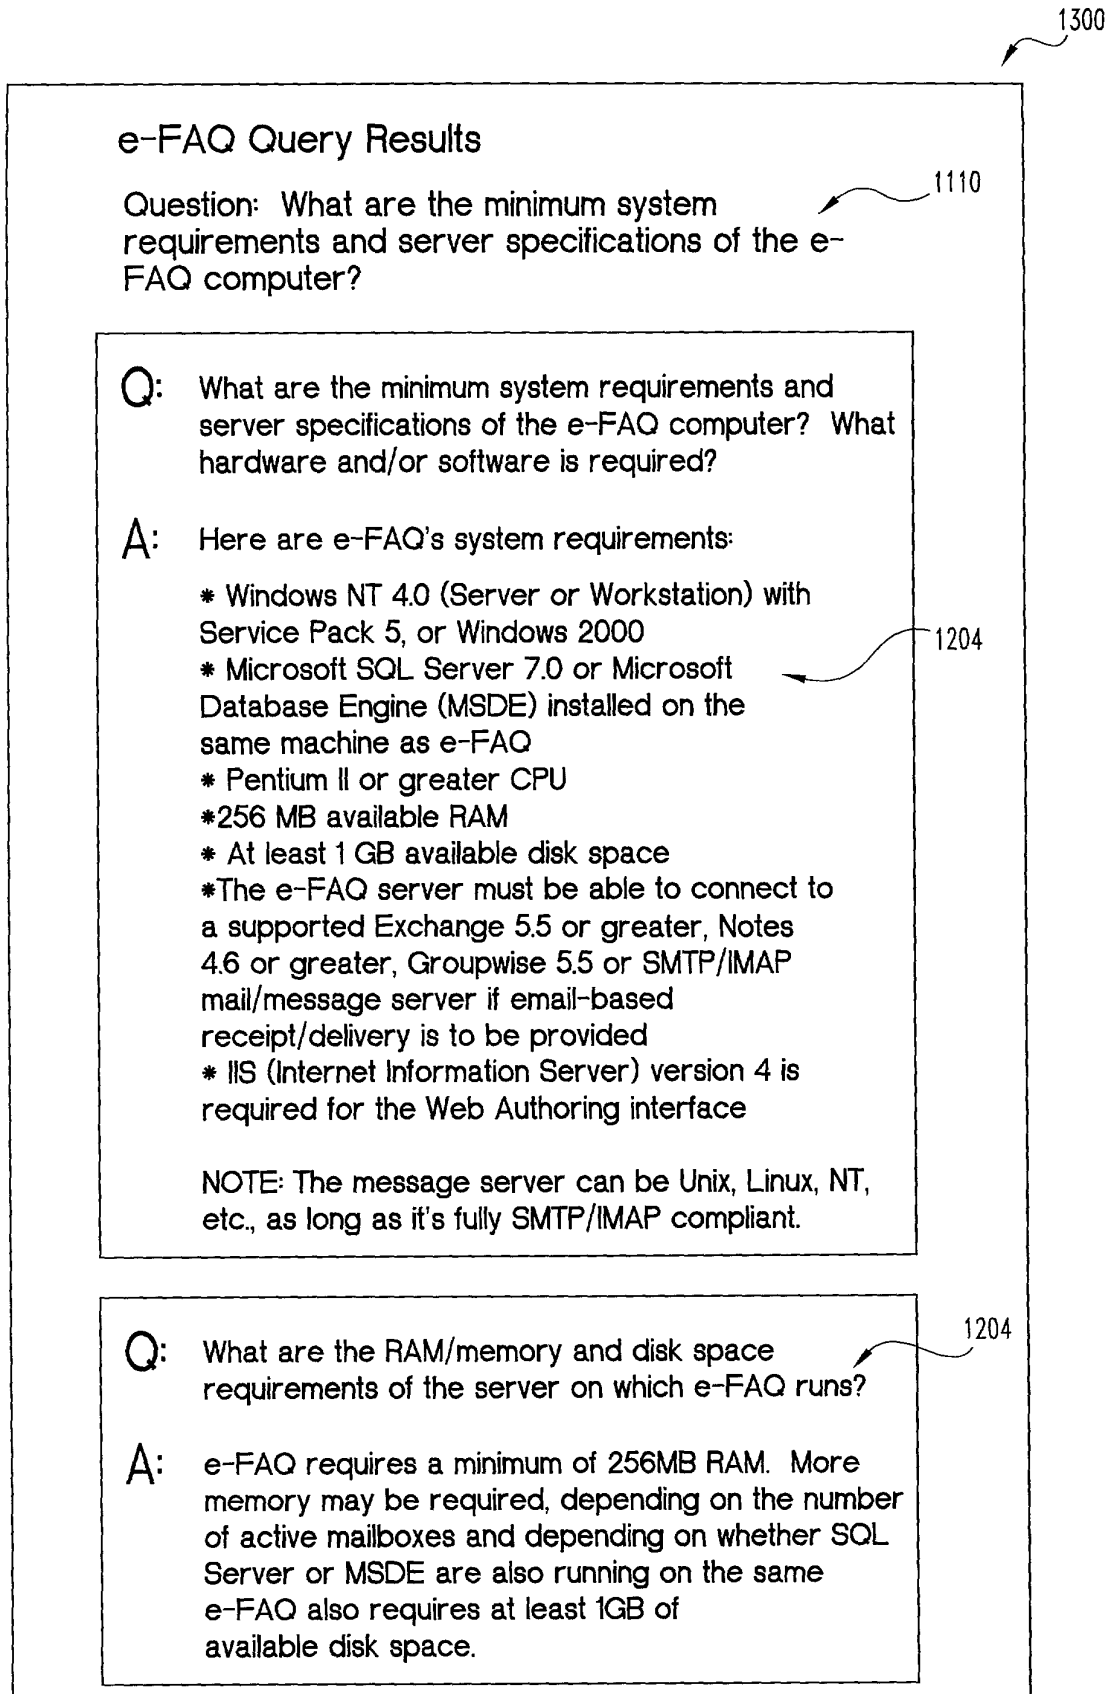 1300
e-FAQ Query Results
1110
Question: What are the minimum system
requirements and server specifications of the e-
FAQ computer?
Q: What are the minimum system requirements and
server specifications of the e-FAQ computer? What
hardware and/or software is required?
A: Here are e-FAQ's system requirements:
* Windows NT 4.0 (Server or Workstation) with
Service Pack 5, or Windows 2000
1204
* Microsoft SQL Server 7.0 or Microsoft
Database Engine (MSDE) installed on the
same machine as e-FAQ
* Pentium II or greater CPU
*256 MB available RAM
* At least 1 GB available disk space
*The e-FAQ server must be able to connect to
a supported Exchange 5.5 or greater, Notes
4.6 or greater, Groupwise 5.5 or SMTP/IMAP
mail/message server if email-based
receipt/delivery is to be provided
* IIS (Internet Information Server) version 4 is
required for the Web Authoring interface
NOTE: The message server can be Unix, Linux, NT,
etc., as long as it's fully SMTP/IMAP compliant.
1204
Q: What are the RAM/memory and disk space
requirements of the server on which e-FAQ runs?
A: e-FAQ requires a minimum of 256MB RAM. More
memory may be required, depending on the number
of active mailboxes and depending on whether SQL
Server or MSDE are also running on the same
e-FAQ also requires at least 1GB of
available disk space.